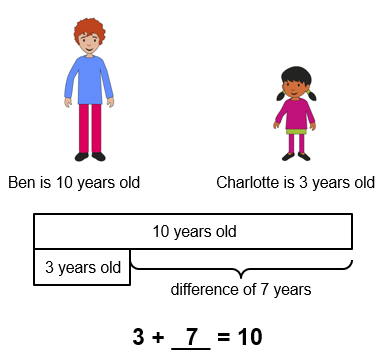 Ben is 10 years old
Charlotte is 3 years old
10 years old
3 years old
difference of 7 years
3 + 7 = 10